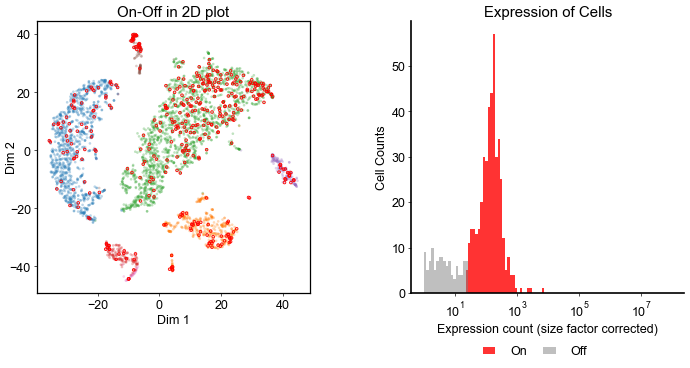 On-Off in 2D plot
40
20
0
−20
−40
Dim 2
−20
0
20
40
Dim 1
Expression of Cells
50
40
30
20
10
0
Cell Counts
10^1
10^3
10^5
10^7
Expression count (size factor corrected)
On
Off